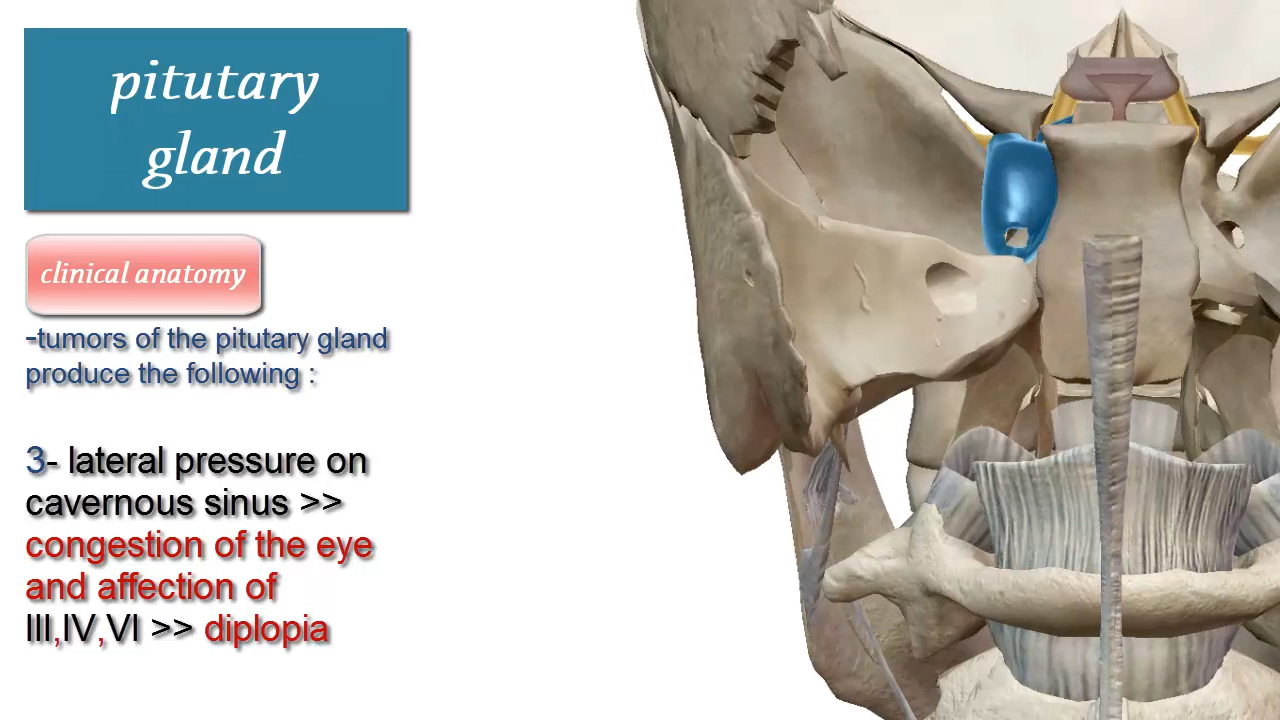 pitutary
gland
clinical anatomy
-tumors of the pitutary gland
produce the following :
3- lateral pressure on
cavernous sinus >>
congestion of the eye
and affection of
III,IV,VI >> diplopia